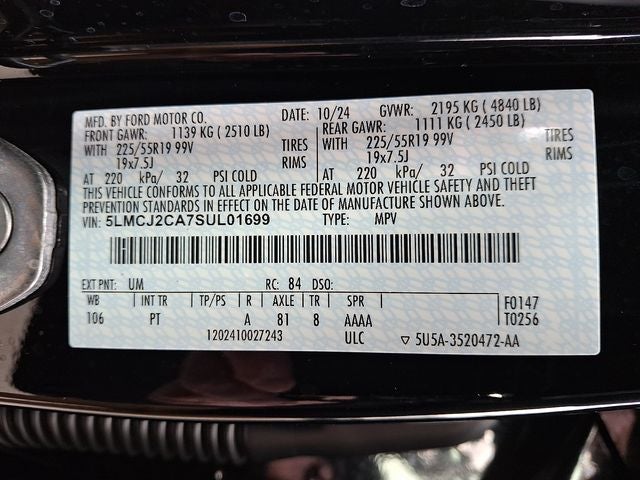 MFD. BY FORD MOTOR CO. DATE: 10/24 GVWR: 2195 KG ( 4840 LB)
FRONT GAWR: 1139 KG ( 2510 LB) REAR GAWR: 1111 KG ( 2450 LB)
WITH 225/55R19 99V TIRES WITH 225/55R19 99V TIRES
19x7.5J RIMS 19x7.5J RIMS
AT 220 kPa/ 32 PSI COLD AT 220 kPa/ 32 PSI COLD
THIS VEHICLE CONFORMS TO ALL APPLICABLE FEDERAL MOTOR VEHICLE SAFETY AND THEFT
PREVENTION STANDARDS IN EFFECT ON THE DATE OF MANUFACTURE SHOWN ABOVE.
VIN: 5LMCJ2CA7SUL01699 TYPE: MPV
EXT PNT: UM RC: 84 DSO:
WB INT TR TP/PS R AXLE TR SPR F0147
106 PT A 81 8 AAAA T0256
1202410027243 ULC ▽ 5U5A-3520472-AA